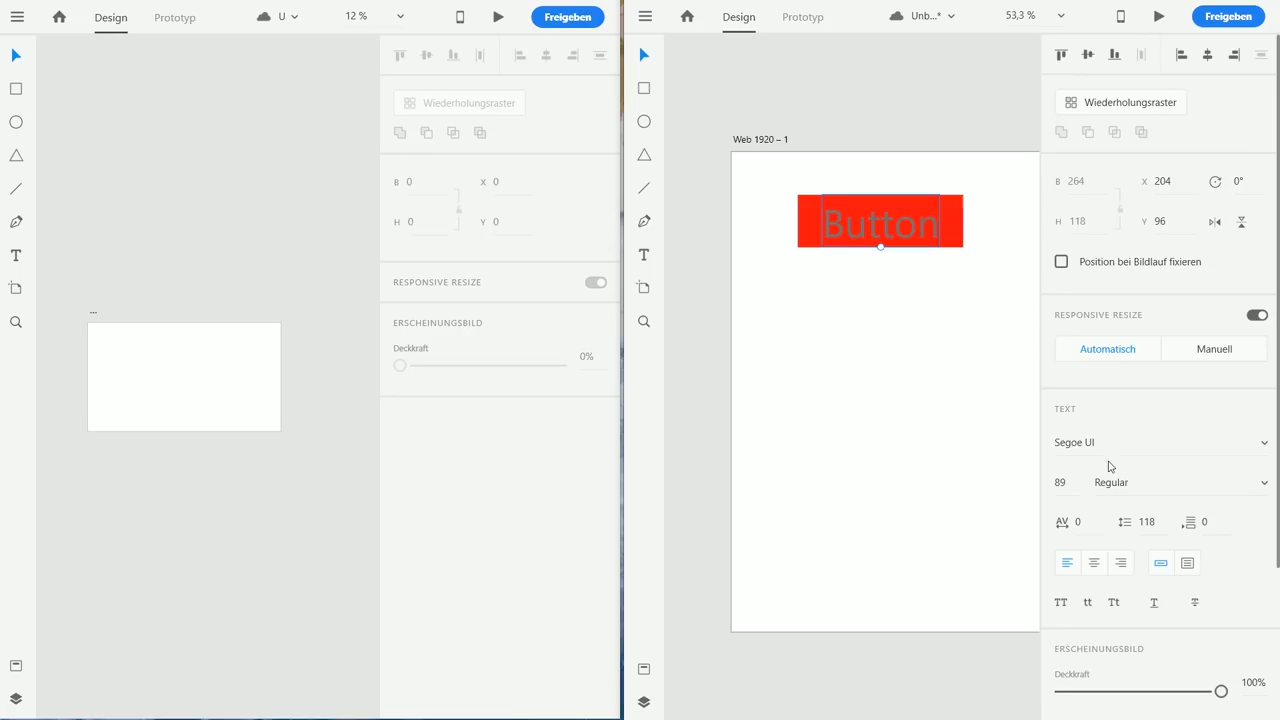 Design
Prototyp
U
12 %
Freigeben
Wiederholungsraster
B 0
X 0
H 0
Y 0
RESPONSIVE RESIZE
ERSCHEINUNGSBILD
Deckkraft
0%
...
Design
Prototyp
Unb...*
53,3 %
Freigeben
Wiederholungsraster
Web 1920 – 1
Button
B 264
X 204
0°
H 118
Y 96
Position bei Bildlauf fixieren
RESPONSIVE RESIZE
Automatisch
Manuell
TEXT
Segoe UI
89
Regular
AV 0
118
0
TT
tt
Tt
T
T
ERSCHEINUNGSBILD
Deckkraft
100%